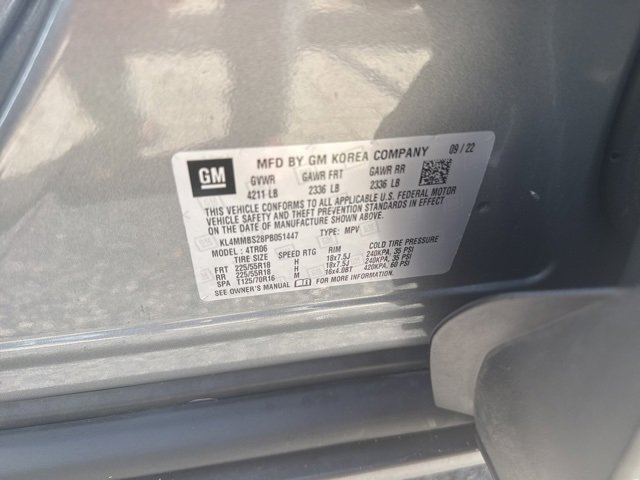 GM
MFD BY GM KOREA COMPANY 09 / 22
GVWR GAWR FRT GAWR RR
4211 LB 2336 LB 2336 LB
THIS VEHICLE CONFORMS TO ALL APPLICABLE U.S. FEDERAL MOTOR
VEHICLE SAFETY AND THEFT PREVENTION STANDARDS IN EFFECT
ON THE DATE OF MANUFACTURE SHOWN ABOVE.
KL4MMBS28PB051447 TYPE: MPV
MODEL: 4TR06
TIRE SIZE SPEED RTG RIM COLD TIRE PRESSURE
FRT 225/55R18 H 18x7.5J 240KPA, 35 PSI
RR 225/55R18 H 18x7.5J 240KPA, 35 PSI
SPA T125/70R16 M 16x4.0BT 420KPA, 60 PSI
SEE OWNER'S MANUAL FOR MORE INFORMATION.